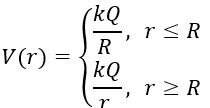 V(r) = { kQ/R, r ≤ R
kQ/r, r ≥ R